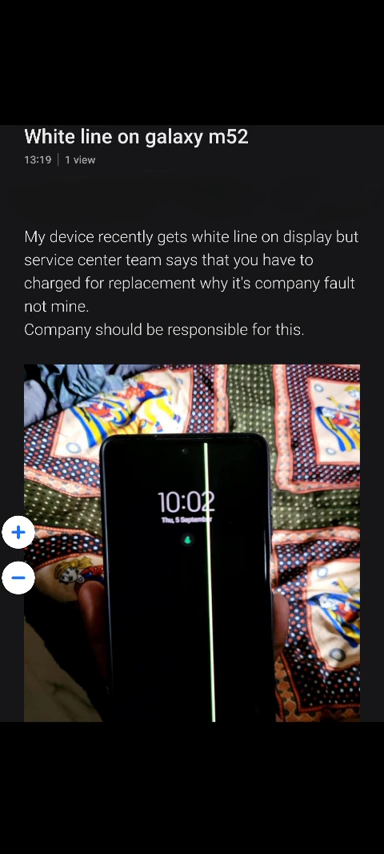 White line on galaxy m52
13:19 | 1 view
My device recently gets white line on display but
service center team says that you have to
charged for replacement why it's company fault
not mine.
Company should be responsible for this.
10:02
Thu, 5 September